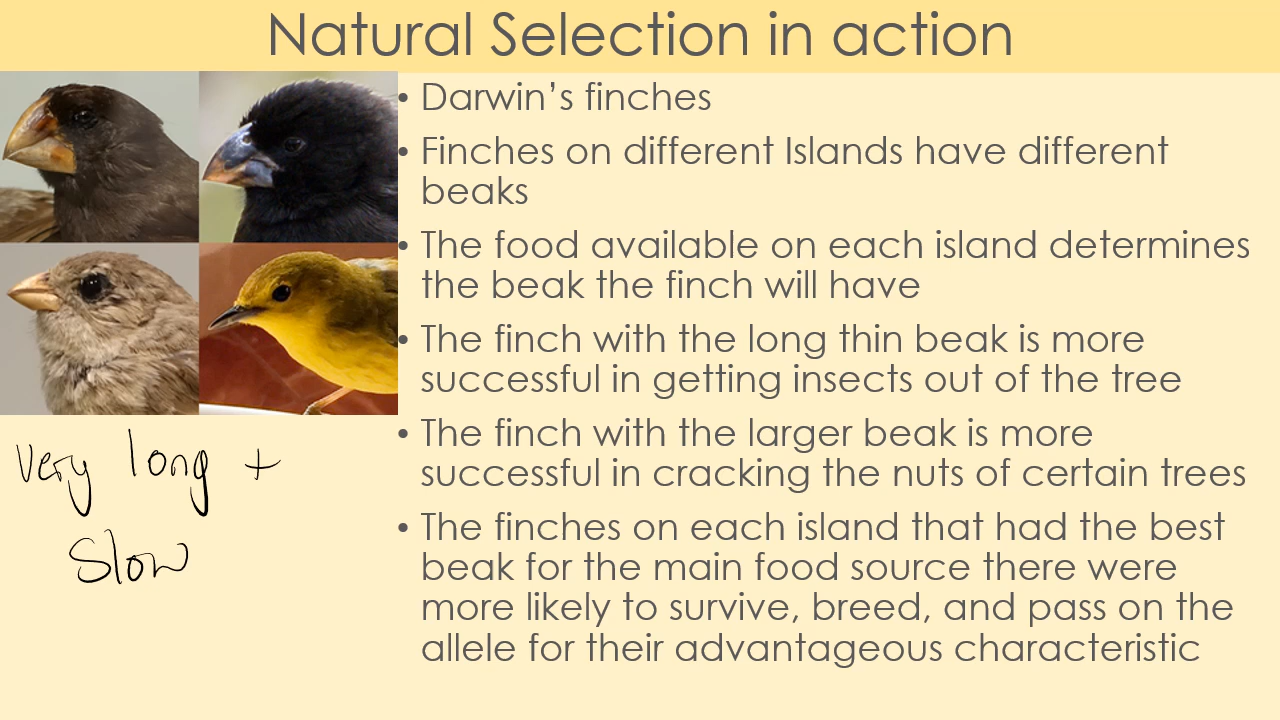 Natural Selection in action
• Darwin’s finches
• Finches on different Islands have different
beaks
• The food available on each island determines
the beak the finch will have
• The finch with the long thin beak is more
successful in getting insects out of the tree
• The finch with the larger beak is more
successful in cracking the nuts of certain trees
• The finches on each island that had the best
beak for the main food source there were
more likely to survive, breed, and pass on the
allele for their advantageous characteristic
very long +
slow